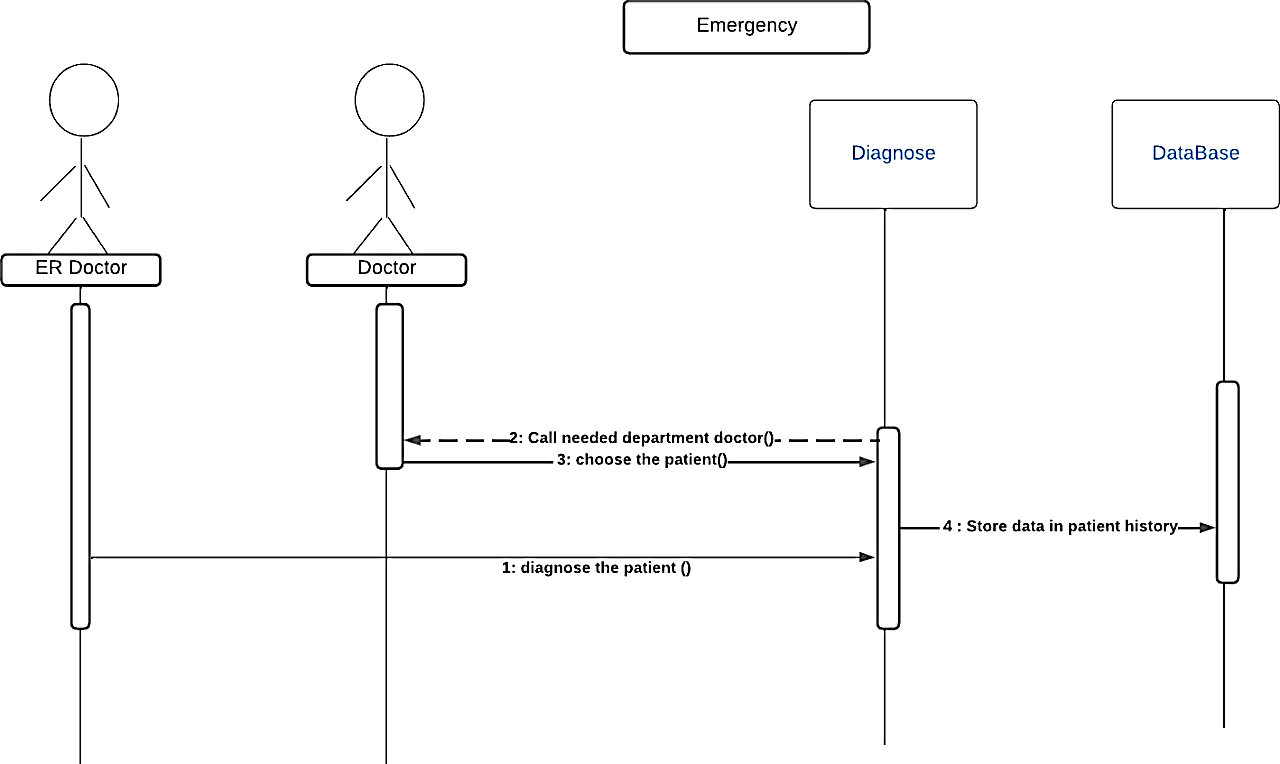 Emergency
Diagnose
DataBase
ER Doctor
Doctor
2: Call needed department doctor()
3: choose the patient()
4 : Store data in patient history
1: diagnose the patient ()